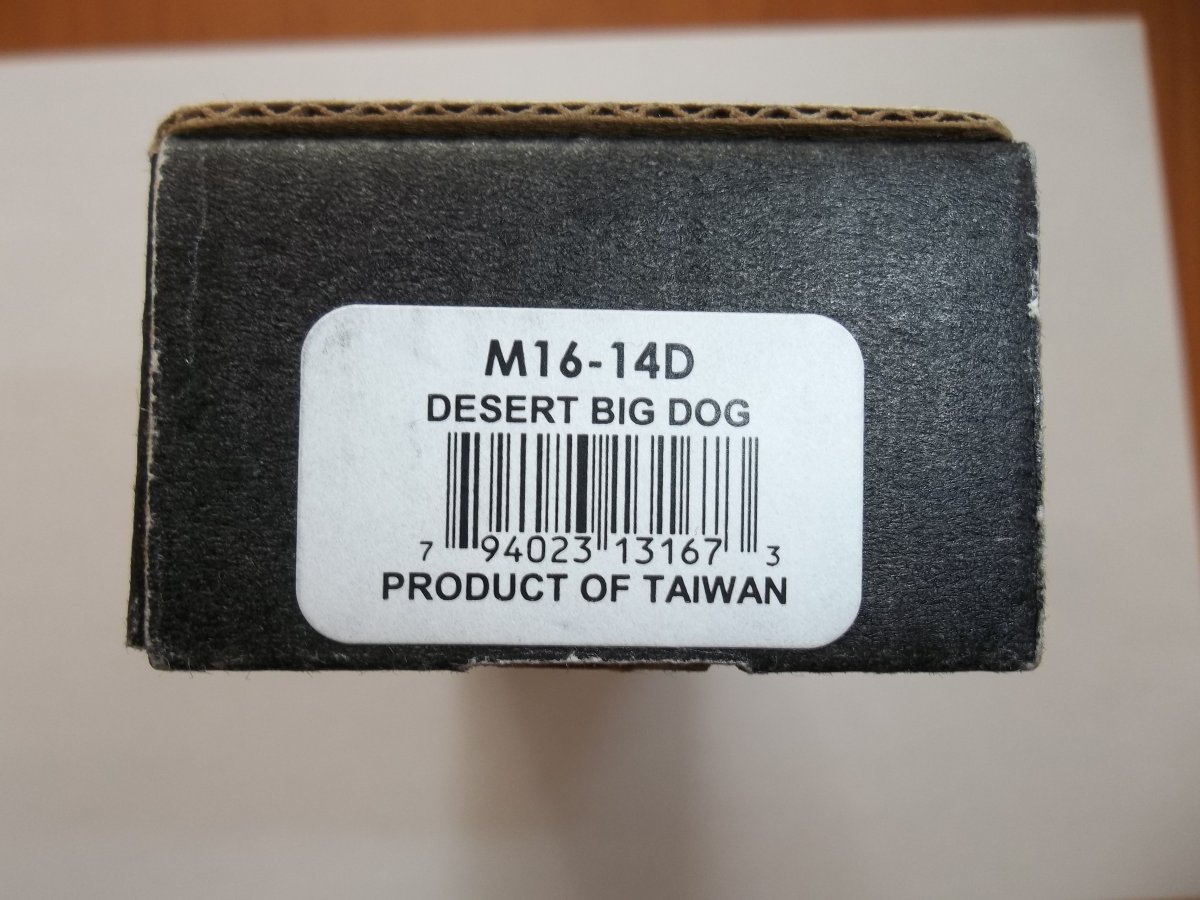 M16-14D
DESERT BIG DOG
7 94023 13167 3
PRODUCT OF TAIWAN